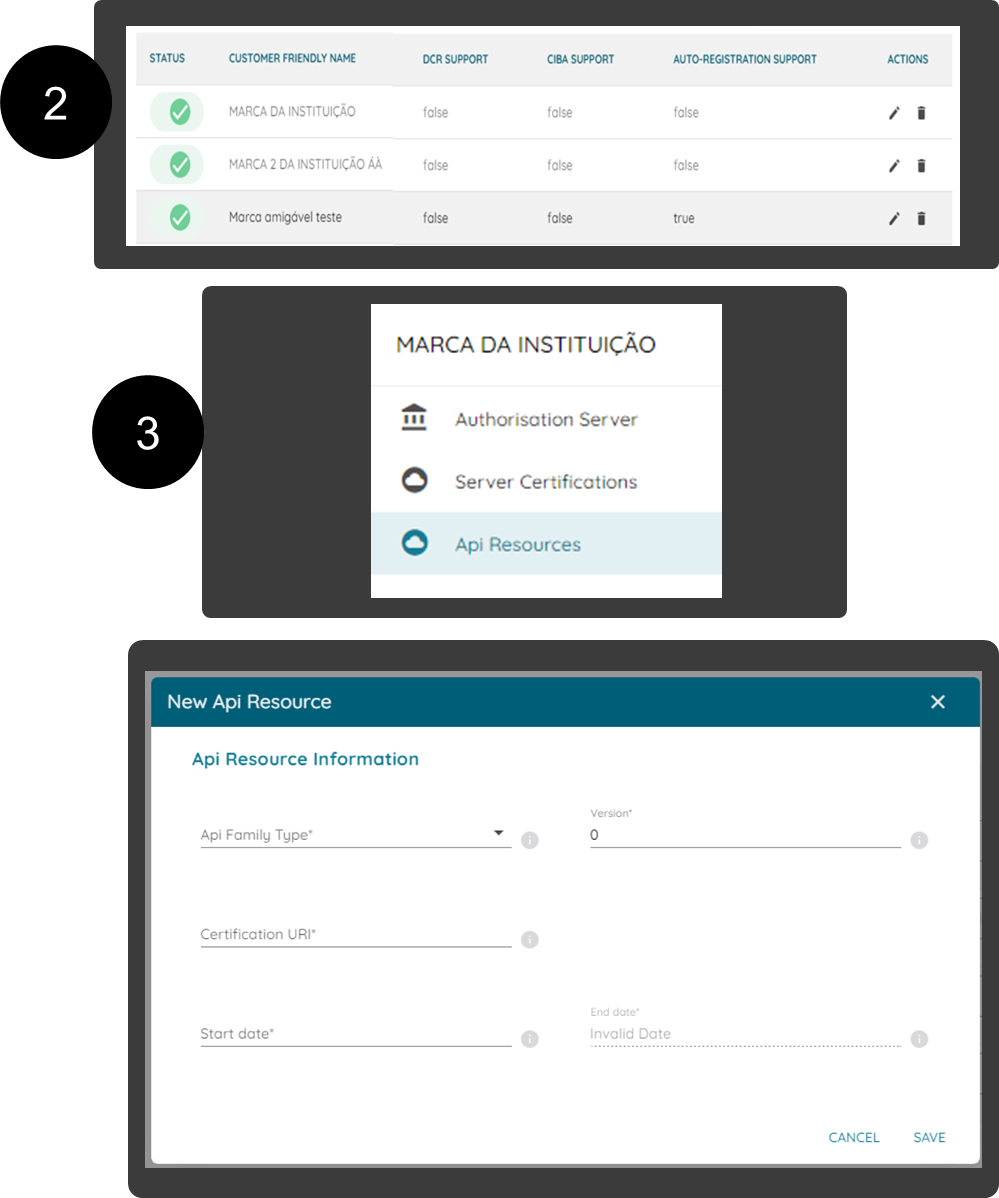 2
STATUS CUSTOMER FRIENDLY NAME DCR SUPPORT CIBA SUPPORT AUTO-REGISTRATION SUPPORT ACTIONS
MARCA DA INSTITUIÇÃO false false false
MARCA 2 DA INSTITUIÇÃO ÁÀ false false false
Marca amigável teste false false true
3
MARCA DA INSTITUIÇÃO
Authorisation Server
Server Certifications
Api Resources
New Api Resource
Api Resource Information
Version*
Api Family Type* 0
Certification URI*
End date*
Start date* Invalid Date
CANCEL SAVE